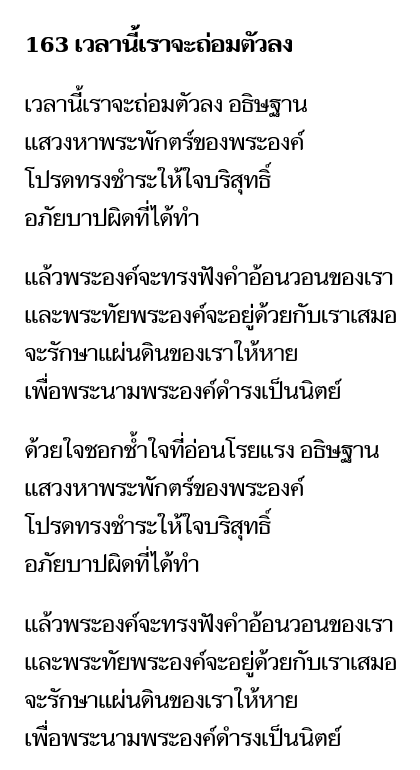 163 เวลานี้เราจะถ่อมตัวลง
เวลานี้เราจะถ่อมตัวลง อธิษฐาน
แสวงหาพระพักตร์ของพระองค์
โปรดทรงชำระให้ใจบริสุทธิ์
อภัยบาปผิดที่ได้ทำ
แล้วพระองค์จะทรงฟังคำอ้อนวอนของเรา
และพระทัยพระองค์จะอยู่ด้วยกับเราเสมอ
จะรักษาแผ่นดินของเราให้หาย
เพื่อพระนามพระองค์ดำรงเป็นนิตย์
ด้วยใจชอกช้ำใจที่อ่อนโรยแรง อธิษฐาน
แสวงหาพระพักตร์ของพระองค์
โปรดทรงชำระให้ใจบริสุทธิ์
อภัยบาปผิดที่ได้ทำ
แล้วพระองค์จะทรงฟังคำอ้อนวอนของเรา
และพระทัยพระองค์จะอยู่ด้วยกับเราเสมอ
จะรักษาแผ่นดินของเราให้หาย
เพื่อพระนามพระองค์ดำรงเป็นนิตย์